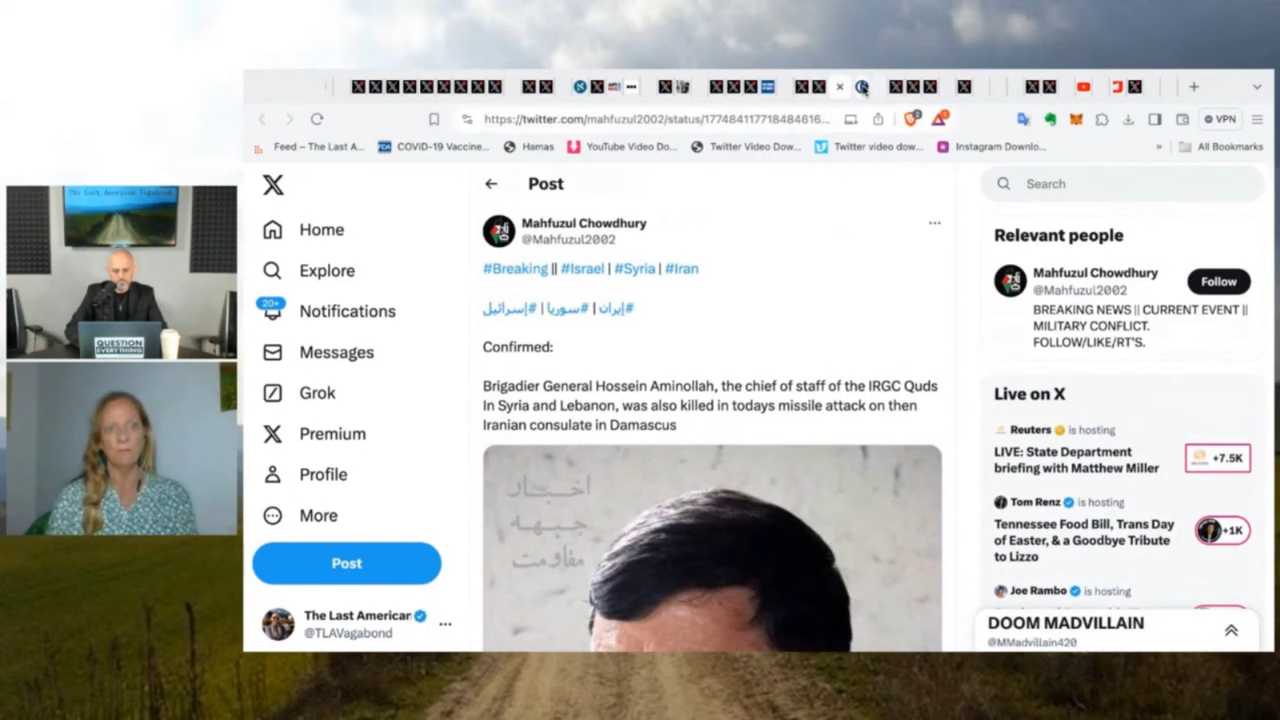 https://twitter.com/mahfuzul2002/status/177484117718484616...
VPN
Feed – The Last A...
COVID-19 Vaccine...
Hamas
YouTube Video Do...
Twitter Video Dow...
Twitter video dow...
Instagram Downlo...
»
All Bookmarks
The Last American Vagabond
QUESTION
EVERYTHING
Home
Explore
20+
Notifications
Messages
Grok
Premium
Profile
More
Post
The Last American
@TLAVagabond
Post
Mahfuzul Chowdhury
@Mahfuzul2002
#Breaking || #Israel | #Syria | #Iran
#إيران | #سوريا | #إسرائيل
Confirmed:
Brigadier General Hossein Aminollah, the chief of staff of the IRGC Quds
In Syria and Lebanon, was also killed in todays missile attack on then
Iranian consulate in Damascus
اخبار
جبهه
مقاومت
Search
Relevant people
Mahfuzul Chowdhury
@Mahfuzul2002
Follow
BREAKING NEWS || CURRENT EVENT ||
MILITARY CONFLICT.
FOLLOW/LIKE/RT'S.
Live on X
Reuters is hosting
LIVE: State Department
briefing with Matthew Miller
+7.5K
Tom Renz is hosting
Tennessee Food Bill, Trans Day
of Easter, & a Goodbye Tribute
to Lizzo
+1K
Joe Rambo is hosting
DOOM MADVILLAIN
@MMadvillain420